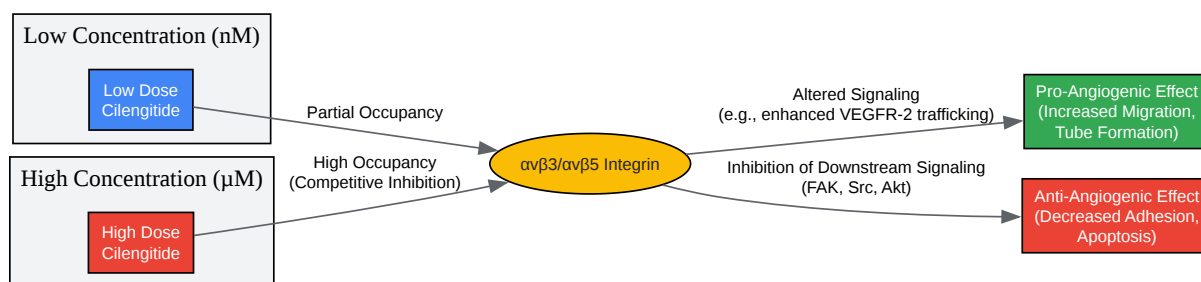 Low Concentration (nM)
Low Dose
Cilengitide
High Concentration (µM)
High Dose
Cilengitide
Partial Occupancy
High Occupancy
(Competitive Inhibition)
αvβ3/αvβ5 Integrin
Altered Signaling
(e.g., enhanced VEGFR-2 trafficking)
Inhibition of Downstream Signaling
(FAK, Src, Akt)
Pro-Angiogenic Effect
(Increased Migration,
Tube Formation)
Anti-Angiogenic Effect
(Decreased Adhesion,
Apoptosis)